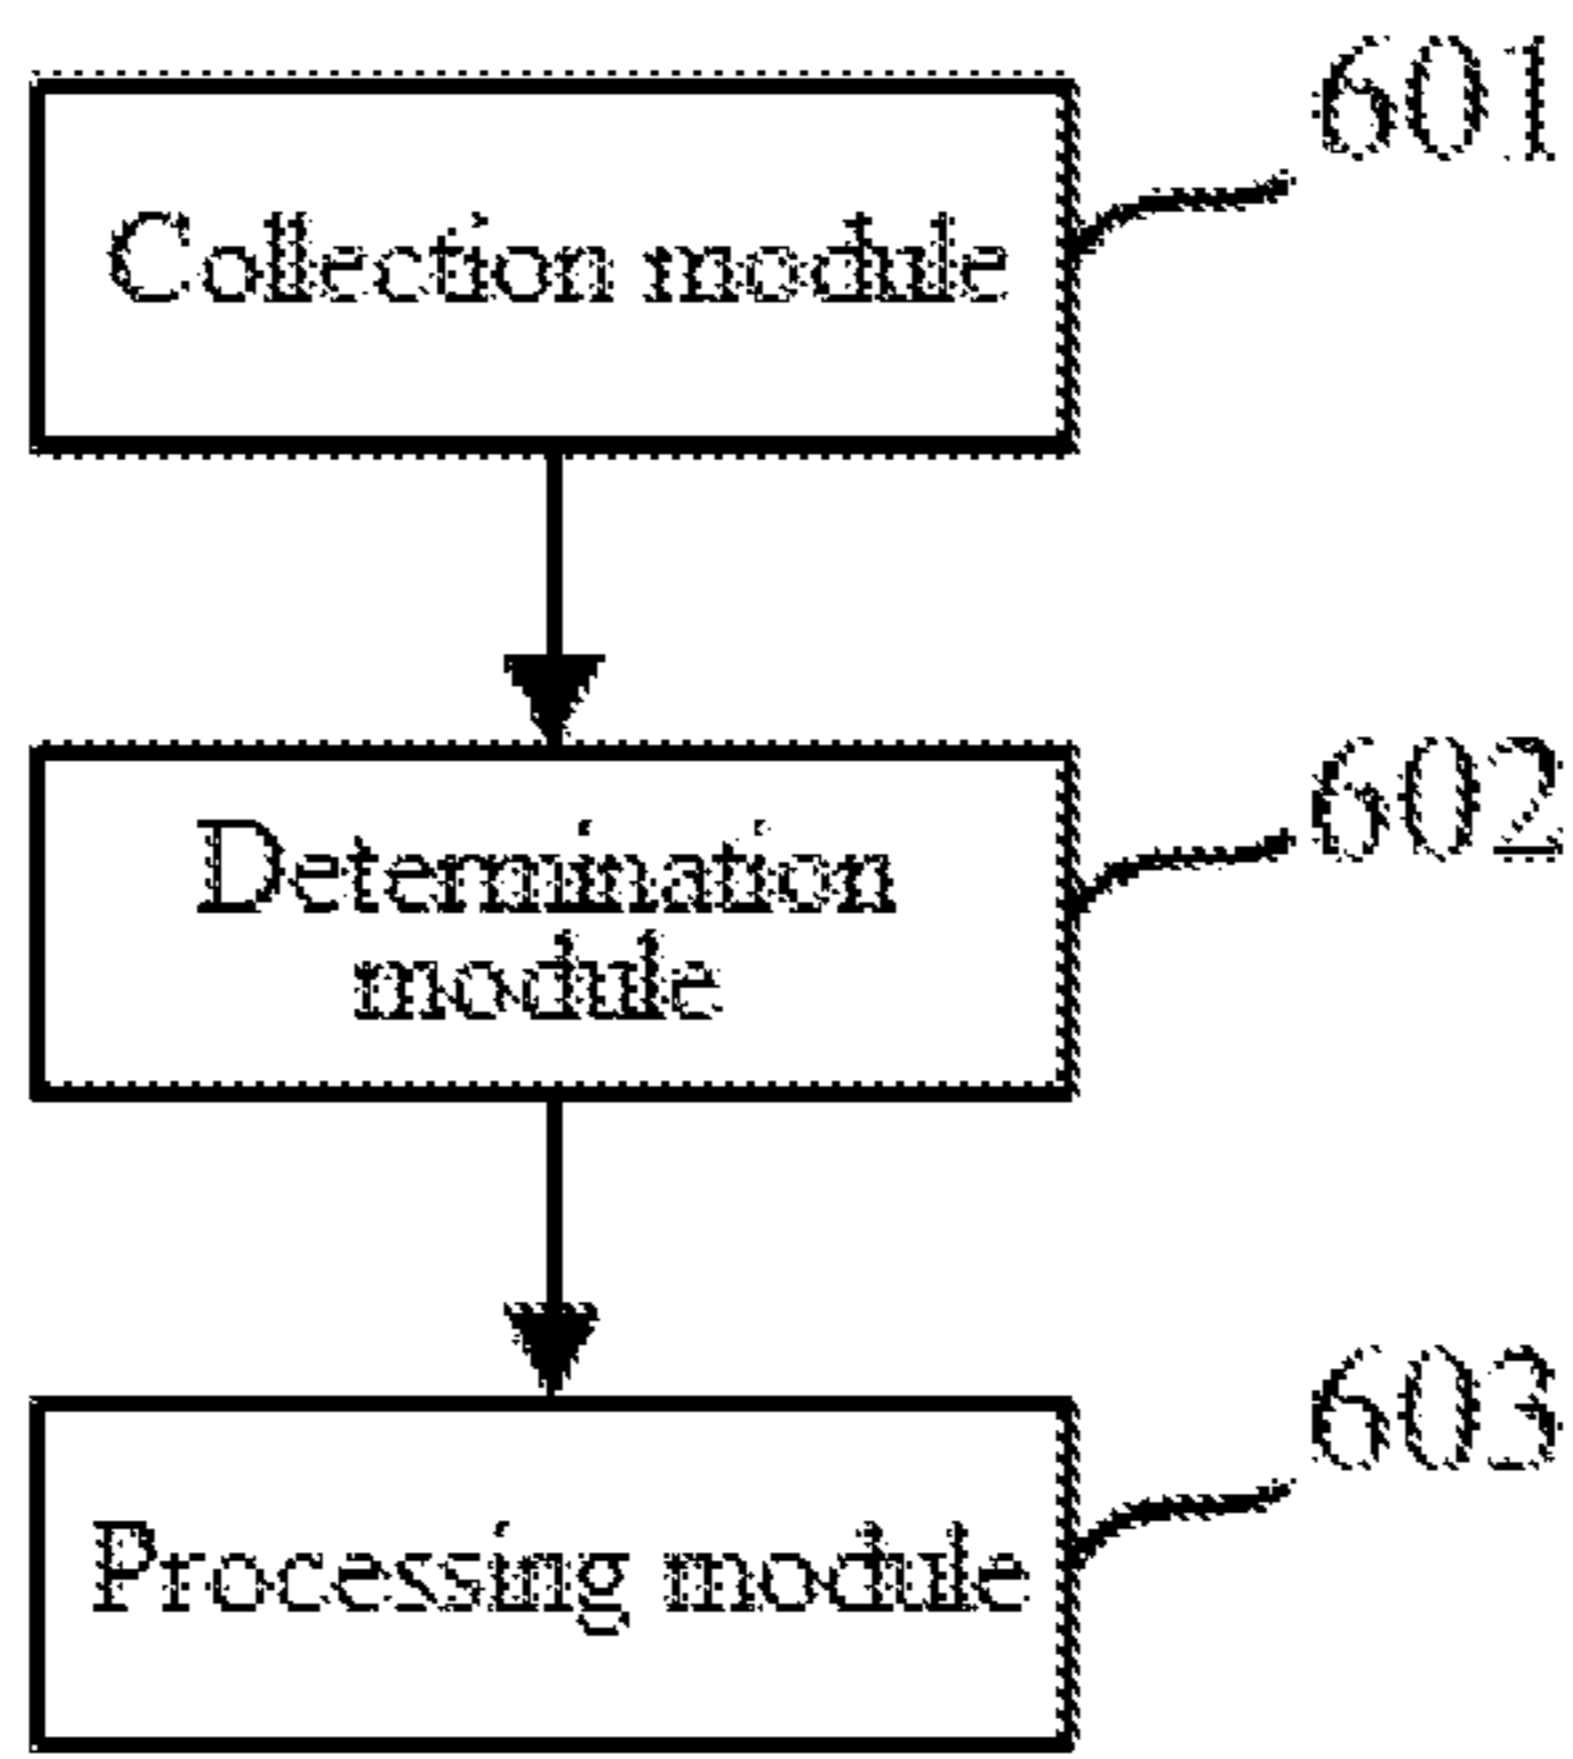 601
Collection module
602
Determination
module
603
Processing module